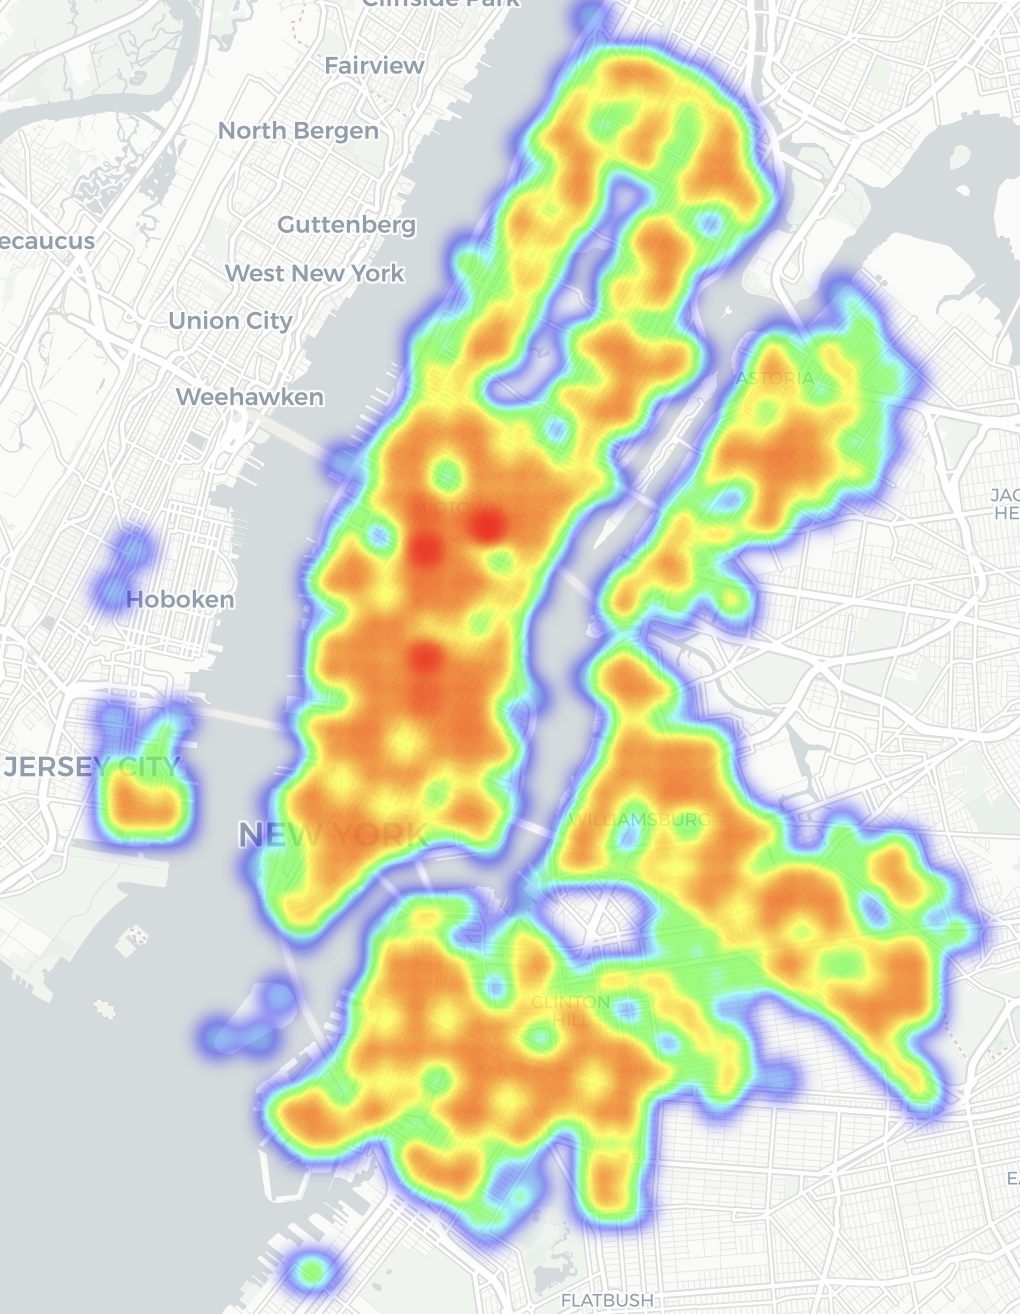 Cliffside Park
Fairview
North Bergen
Guttenberg
ecaucus
West New York
Union City
ASTORIA
Weehawken
JAC
HE
MIDTOWN
Hoboken
JERSEY CITY
WILLIAMSBURG
NEW YORK
CLINTON
HILL
E
FLATBUSH